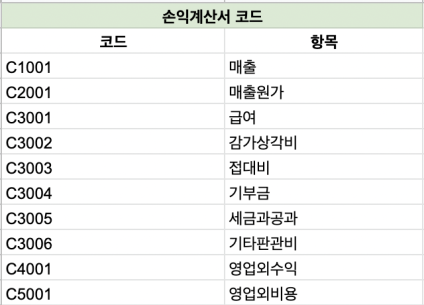 손익계산서 코드
코드 항목
C1001 매출
C2001 매출원가
C3001 급여
C3002 감가상각비
C3003 접대비
C3004 기부금
C3005 세금과공과
C3006 기타판관비
C4001 영업외수익
C5001 영업외비용